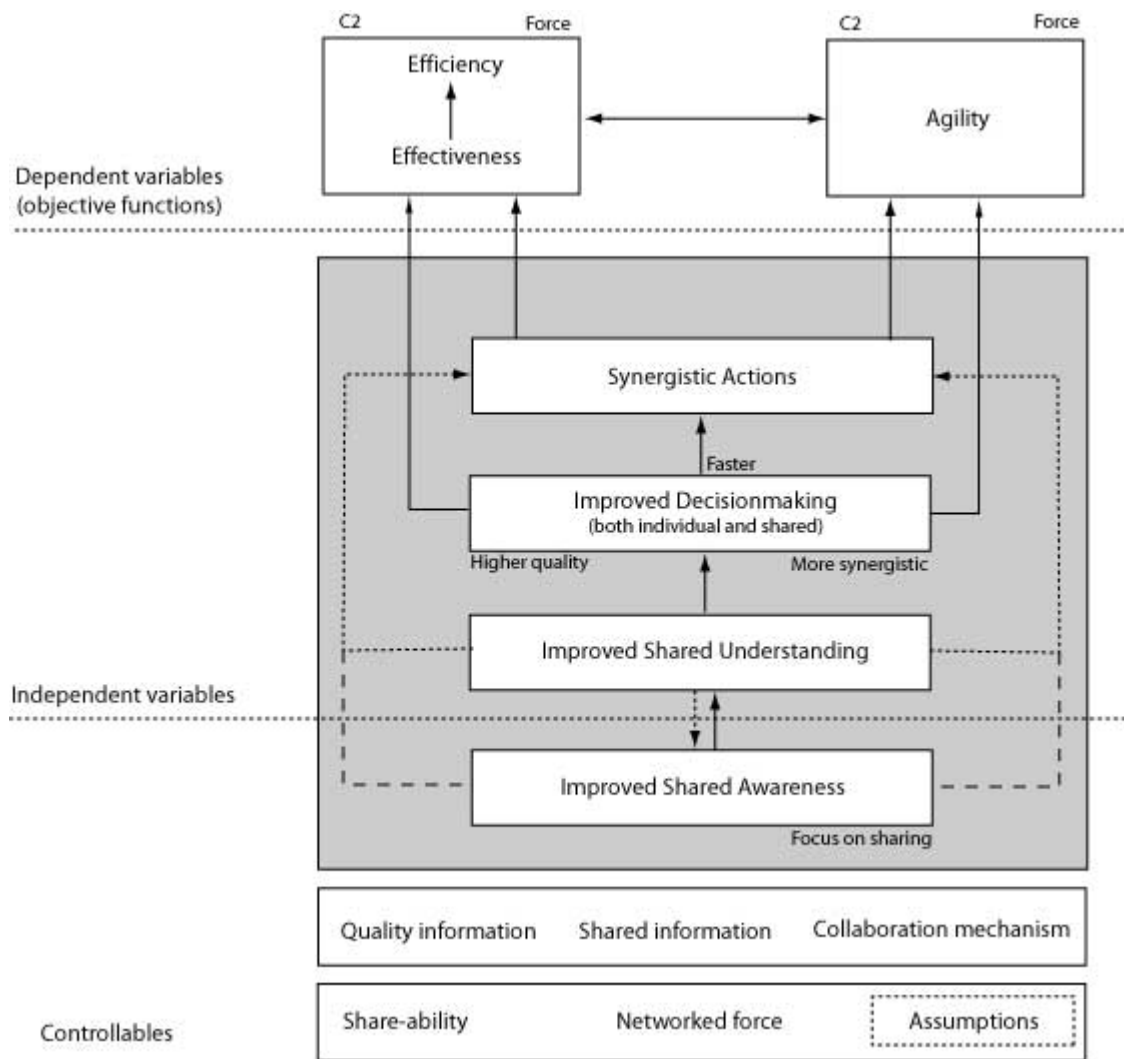 C2 Force C2 Force
Efficiency
Effectiveness
Agility
Dependent variables
(objective functions)
Synergistic Actions
Faster
Improved Decisionmaking
(both individual and shared)
Higher quality More synergistic
Improved Shared Understanding
Independent variables
Improved Shared Awareness
Focus on sharing
Quality information Shared information Collaboration mechanism
Controllables Share-ability Networked force Assumptions